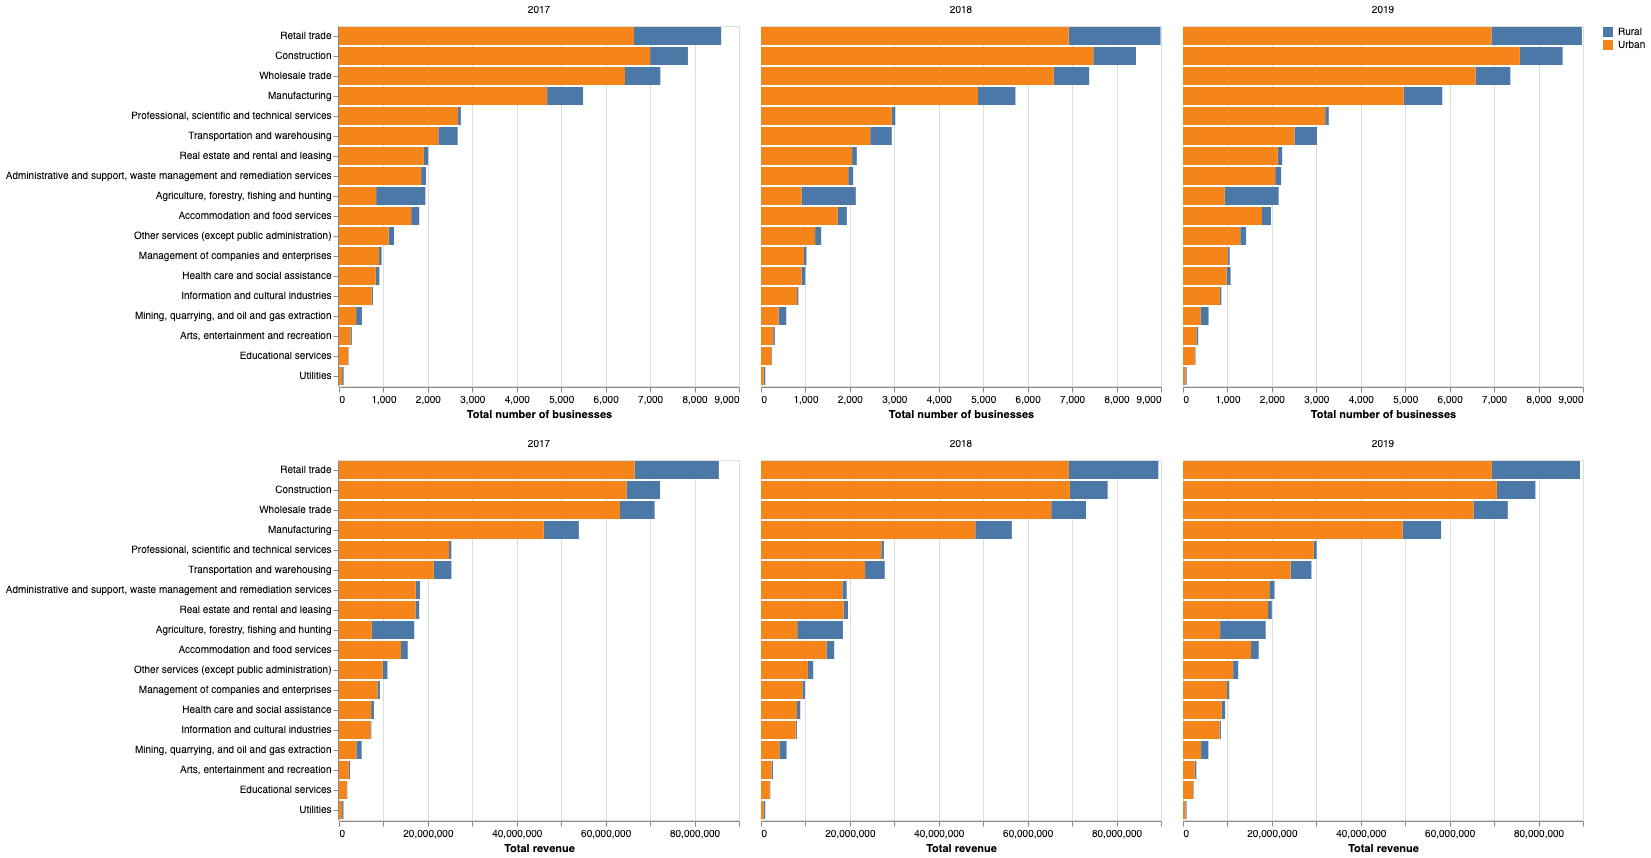 2017
2018
2019
Rural
Urban
Retail trade
Construction
Wholesale trade
Manufacturing
Professional, scientific and technical services
Transportation and warehousing
Real estate and rental and leasing
Administrative and support, waste management and remediation services
Agriculture, forestry, fishing and hunting
Accommodation and food services
Other services (except public administration)
Management of companies and enterprises
Health care and social assistance
Information and cultural industries
Mining, quarrying, and oil and gas extraction
Arts, entertainment and recreation
Educational services
Utilities
0 1,000 2,000 3,000 4,000 5,000 6,000 7,000 8,000 9,000
0 1,000 2,000 3,000 4,000 5,000 6,000 7,000 8,000 9,000
0 1,000 2,000 3,000 4,000 5,000 6,000 7,000 8,000 9,000
Total number of businesses
Total number of businesses
Total number of businesses
2017
2018
2019
Retail trade
Construction
Wholesale trade
Manufacturing
Professional, scientific and technical services
Transportation and warehousing
Administrative and support, waste management and remediation services
Real estate and rental and leasing
Agriculture, forestry, fishing and hunting
Accommodation and food services
Other services (except public administration)
Management of companies and enterprises
Health care and social assistance
Information and cultural industries
Mining, quarrying, and oil and gas extraction
Arts, entertainment and recreation
Educational services
Utilities
0 20,000,000 40,000,000 60,000,000 80,000,000
0 20,000,000 40,000,000 60,000,000 80,000,000
0 20,000,000 40,000,000 60,000,000 80,000,000
Total revenue
Total revenue
Total revenue